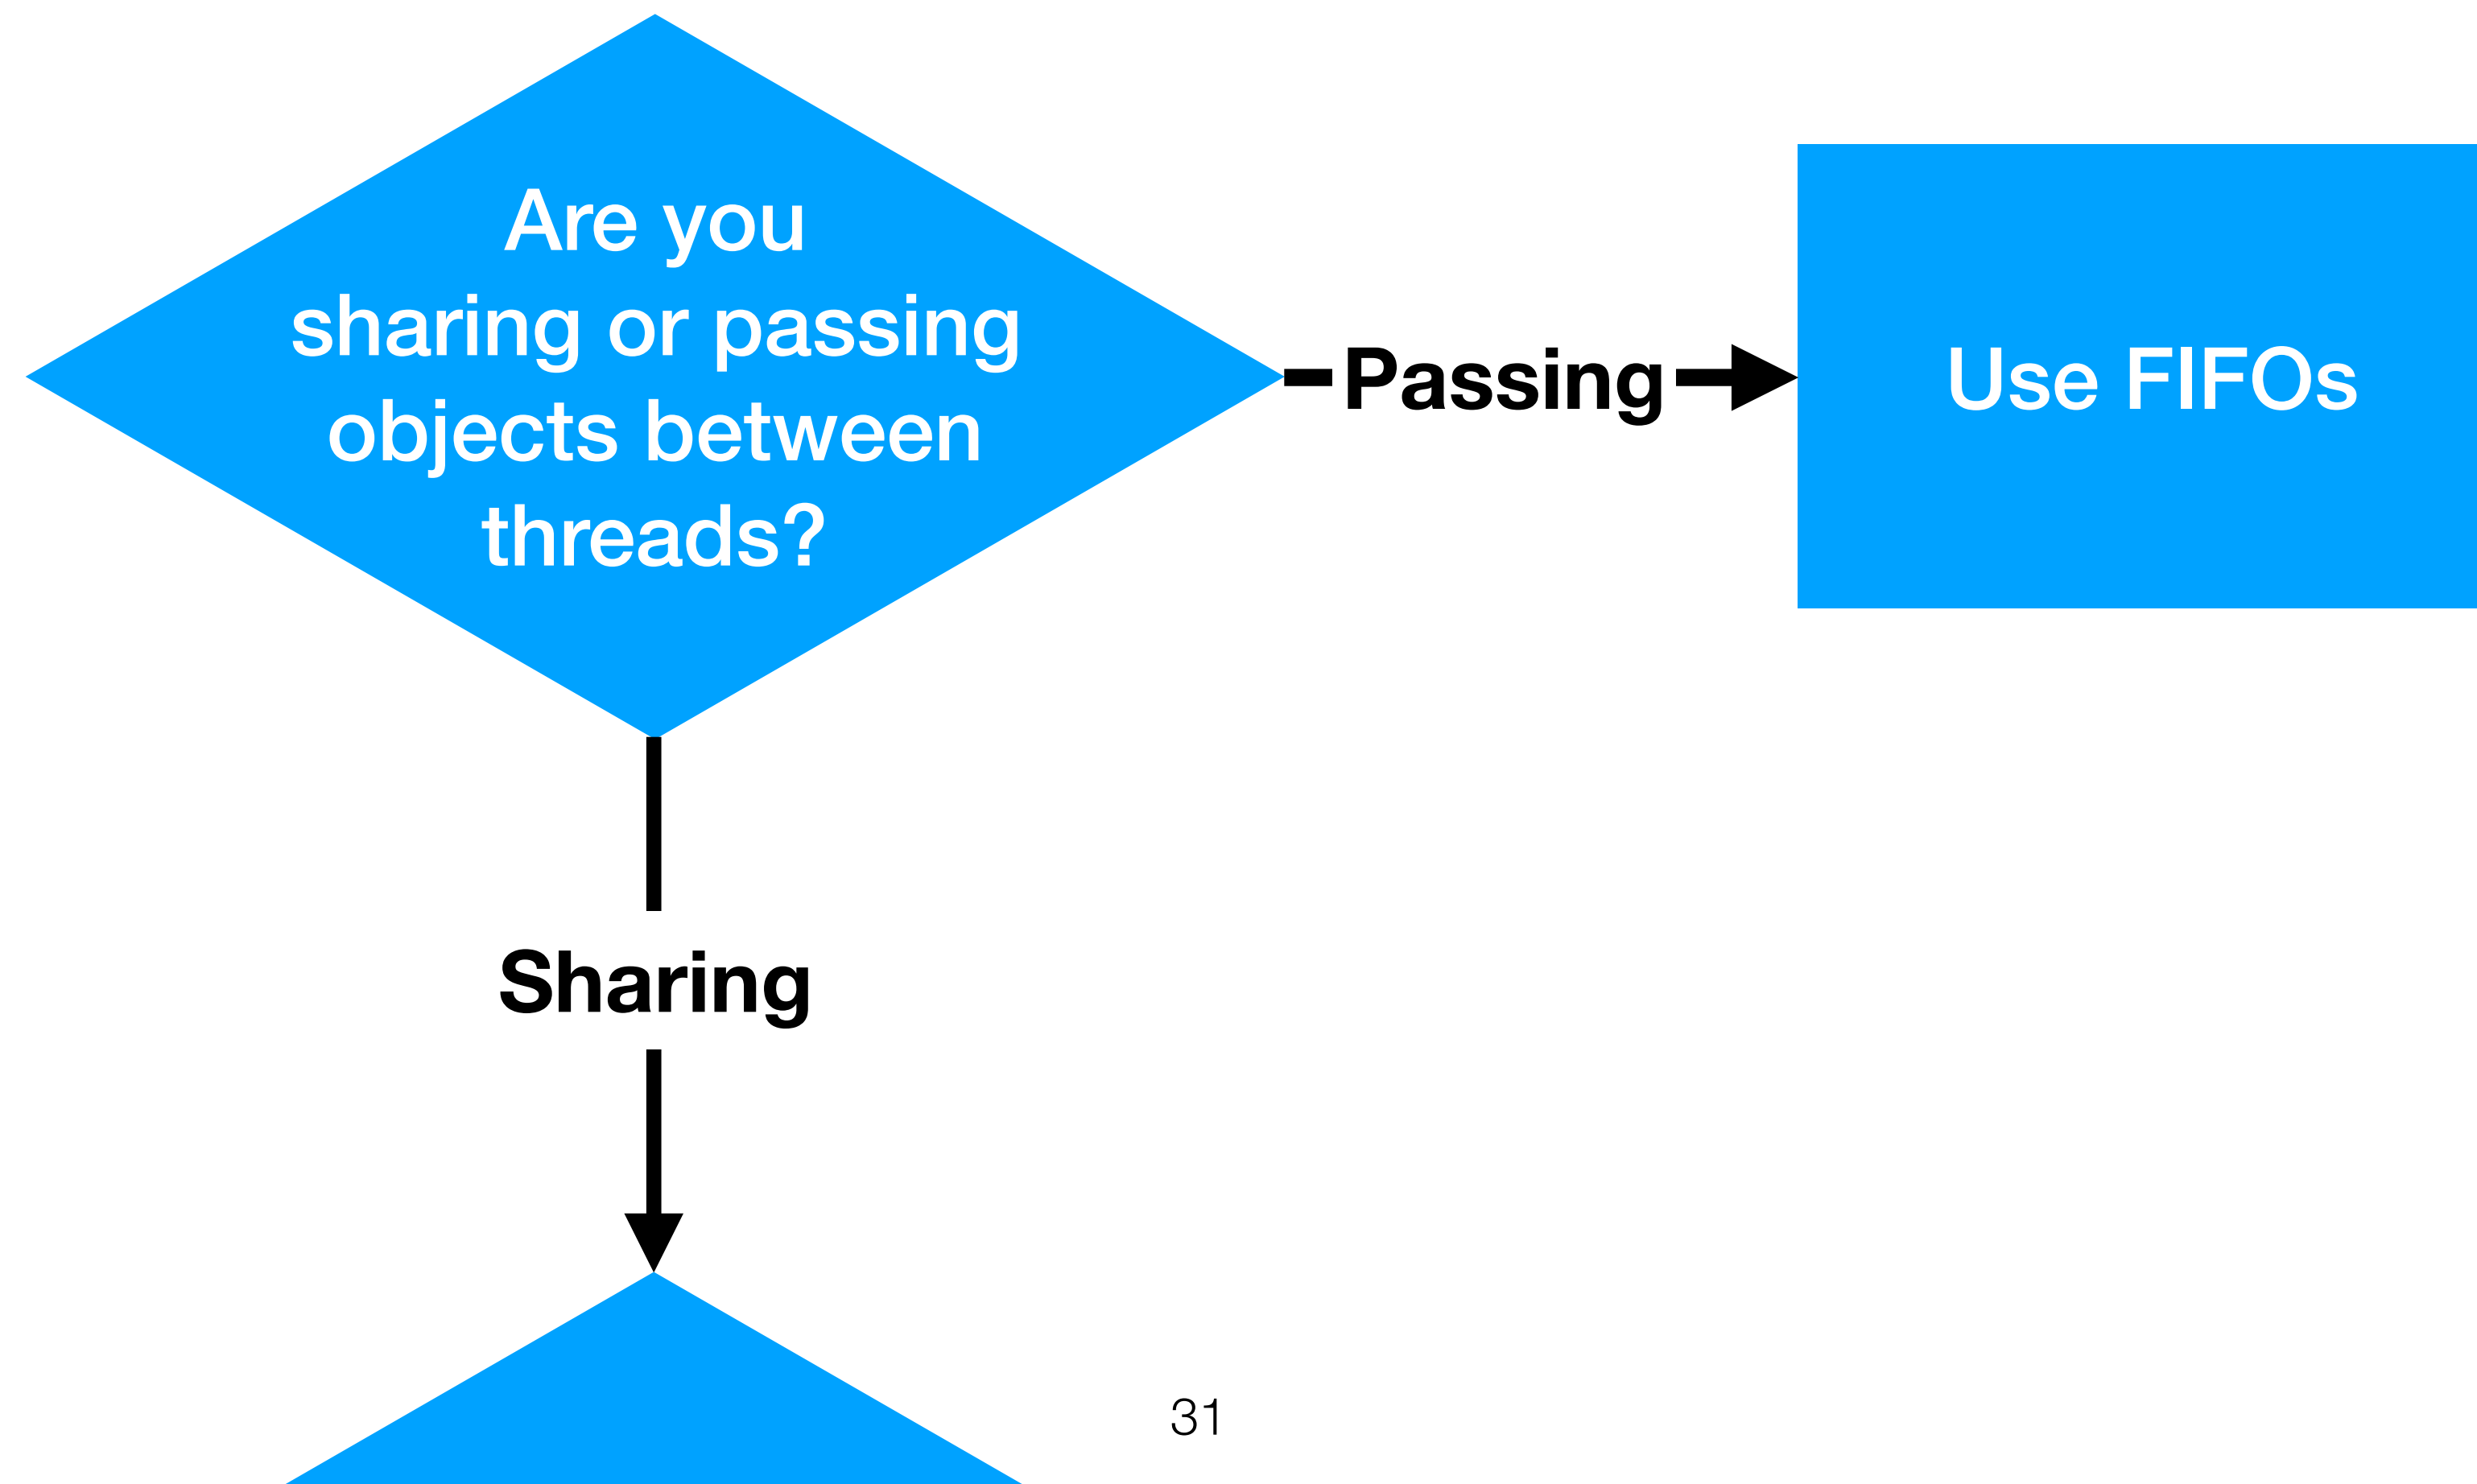 Are you
sharing or passing
objects between
threads?
Passing
Use FIFOs
Sharing
31